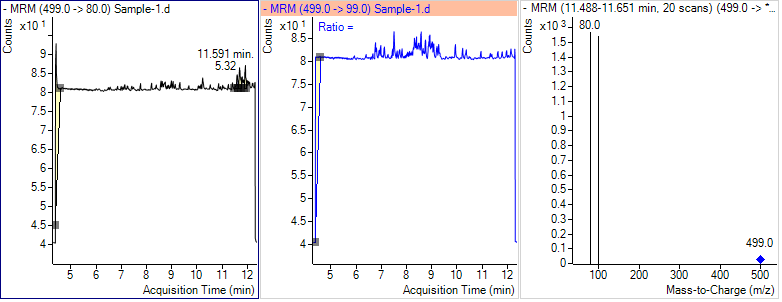 - MRM (499.0 -> 80.0) Sample-1.d
Counts
x10 1
11.591 min.
5.32
8.5
8
7.5
7
6.5
6
5.5
5
4.5
4
5 6 7 8 9 10 11 12
Acquisition Time (min)
- MRM (499.0 -> 99.0) Sample-1.d
Counts
x10 1
Ratio =
8.5
8
7.5
7
6.5
6
5.5
5
4.5
4
5 6 7 8 9 10 11 12
Acquisition Time (min)
- MRM (11.488-11.651 min, 20 scans) (499.0 -> *...
Counts
x10 3
80.0
1.5
1.4
1.3
1.2
1.1
1
0.9
0.8
0.7
0.6
0.5
0.4
0.3
0.2
0.1
0
499.0
100 200 300 400 500
Mass-to-Charge (m/z)